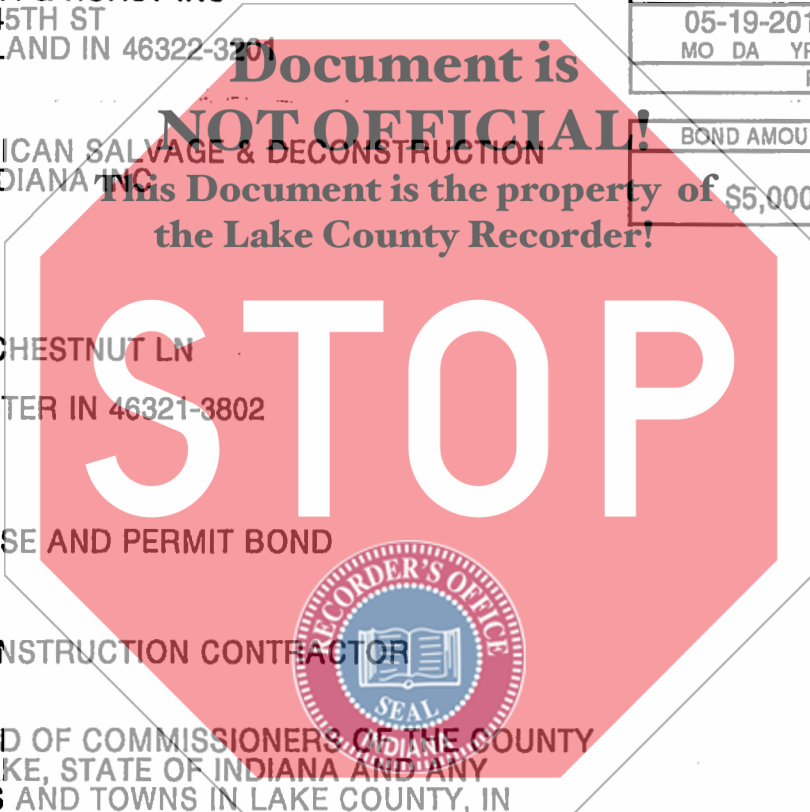 45TH ST
LAND IN 46322-3201
05-19-201
MO DA YR
Document is
NOT OFFICIAL!
BOND AMOU
ICAN SALVAGE & DECONSTRUCTION
DIANA INC
This Document is the property of
$5,000
the Lake County Recorder!
STOP
CHESTNUT LN
TER IN 46321-3802
SE AND PERMIT BOND
RECORDER'S OFFICE
NSTRUCTION CONTRACTOR
SEAL
INDIANA
D OF COMMISSIONERS OF THE COUNTY
KE, STATE OF INDIANA AND ANY
S AND TOWNS IN LAKE COUNTY, IN